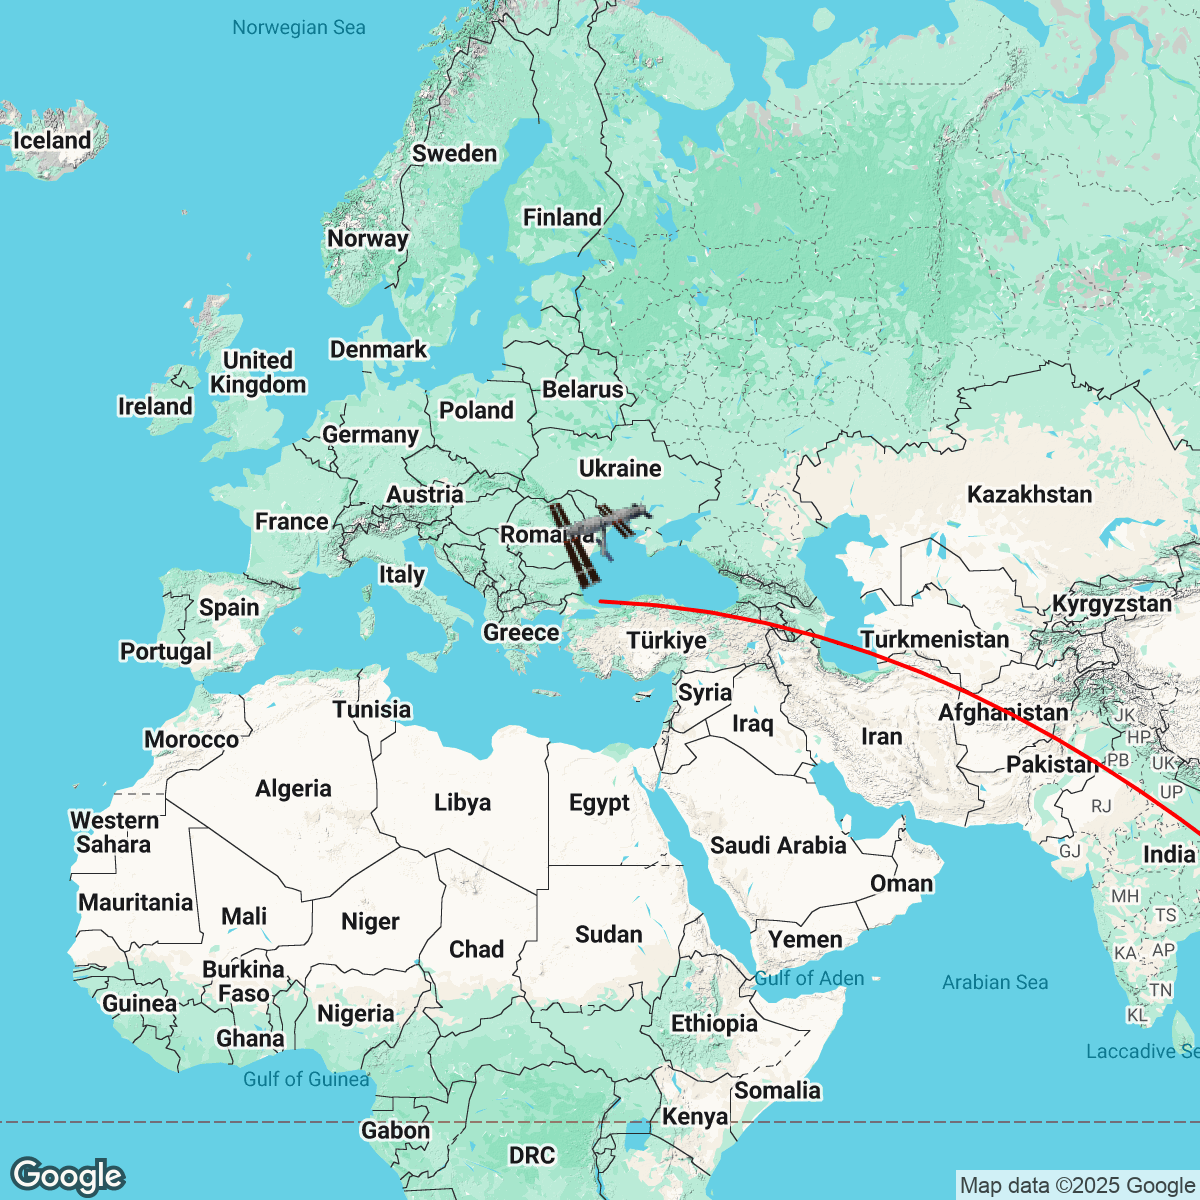 Norwegian Sea
Iceland
Sweden
Finland
Norway
Denmark
United
Kingdom
Ireland
Belarus
Poland
Germany
Ukraine
Austria
Kazakhstan
France
Italy
Kyrgyzstan
Spain
Greece
Türkiye
Turkmenistan
Portugal
Syria
Tunisia
Iraq
Afghanistan
JK
Morocco
Iran
HP
Pakistan
PB
UK
Algeria
Libya
Egypt
UP
RJ
Western
Sahara
Saudi Arabia
GJ
India
Oman
MH
Mauritania
Mali
Niger
TS
Sudan
Yemen
Chad
KA
AP
Burkina
Faso
Gulf of Aden
Arabian Sea
TN
Guinea
Nigeria
KL
Ethiopia
Ghana
Laccadive Se
Gulf of Guinea
Somalia
Kenya
Gabon
DRC
Google
Map data ©2025 Google